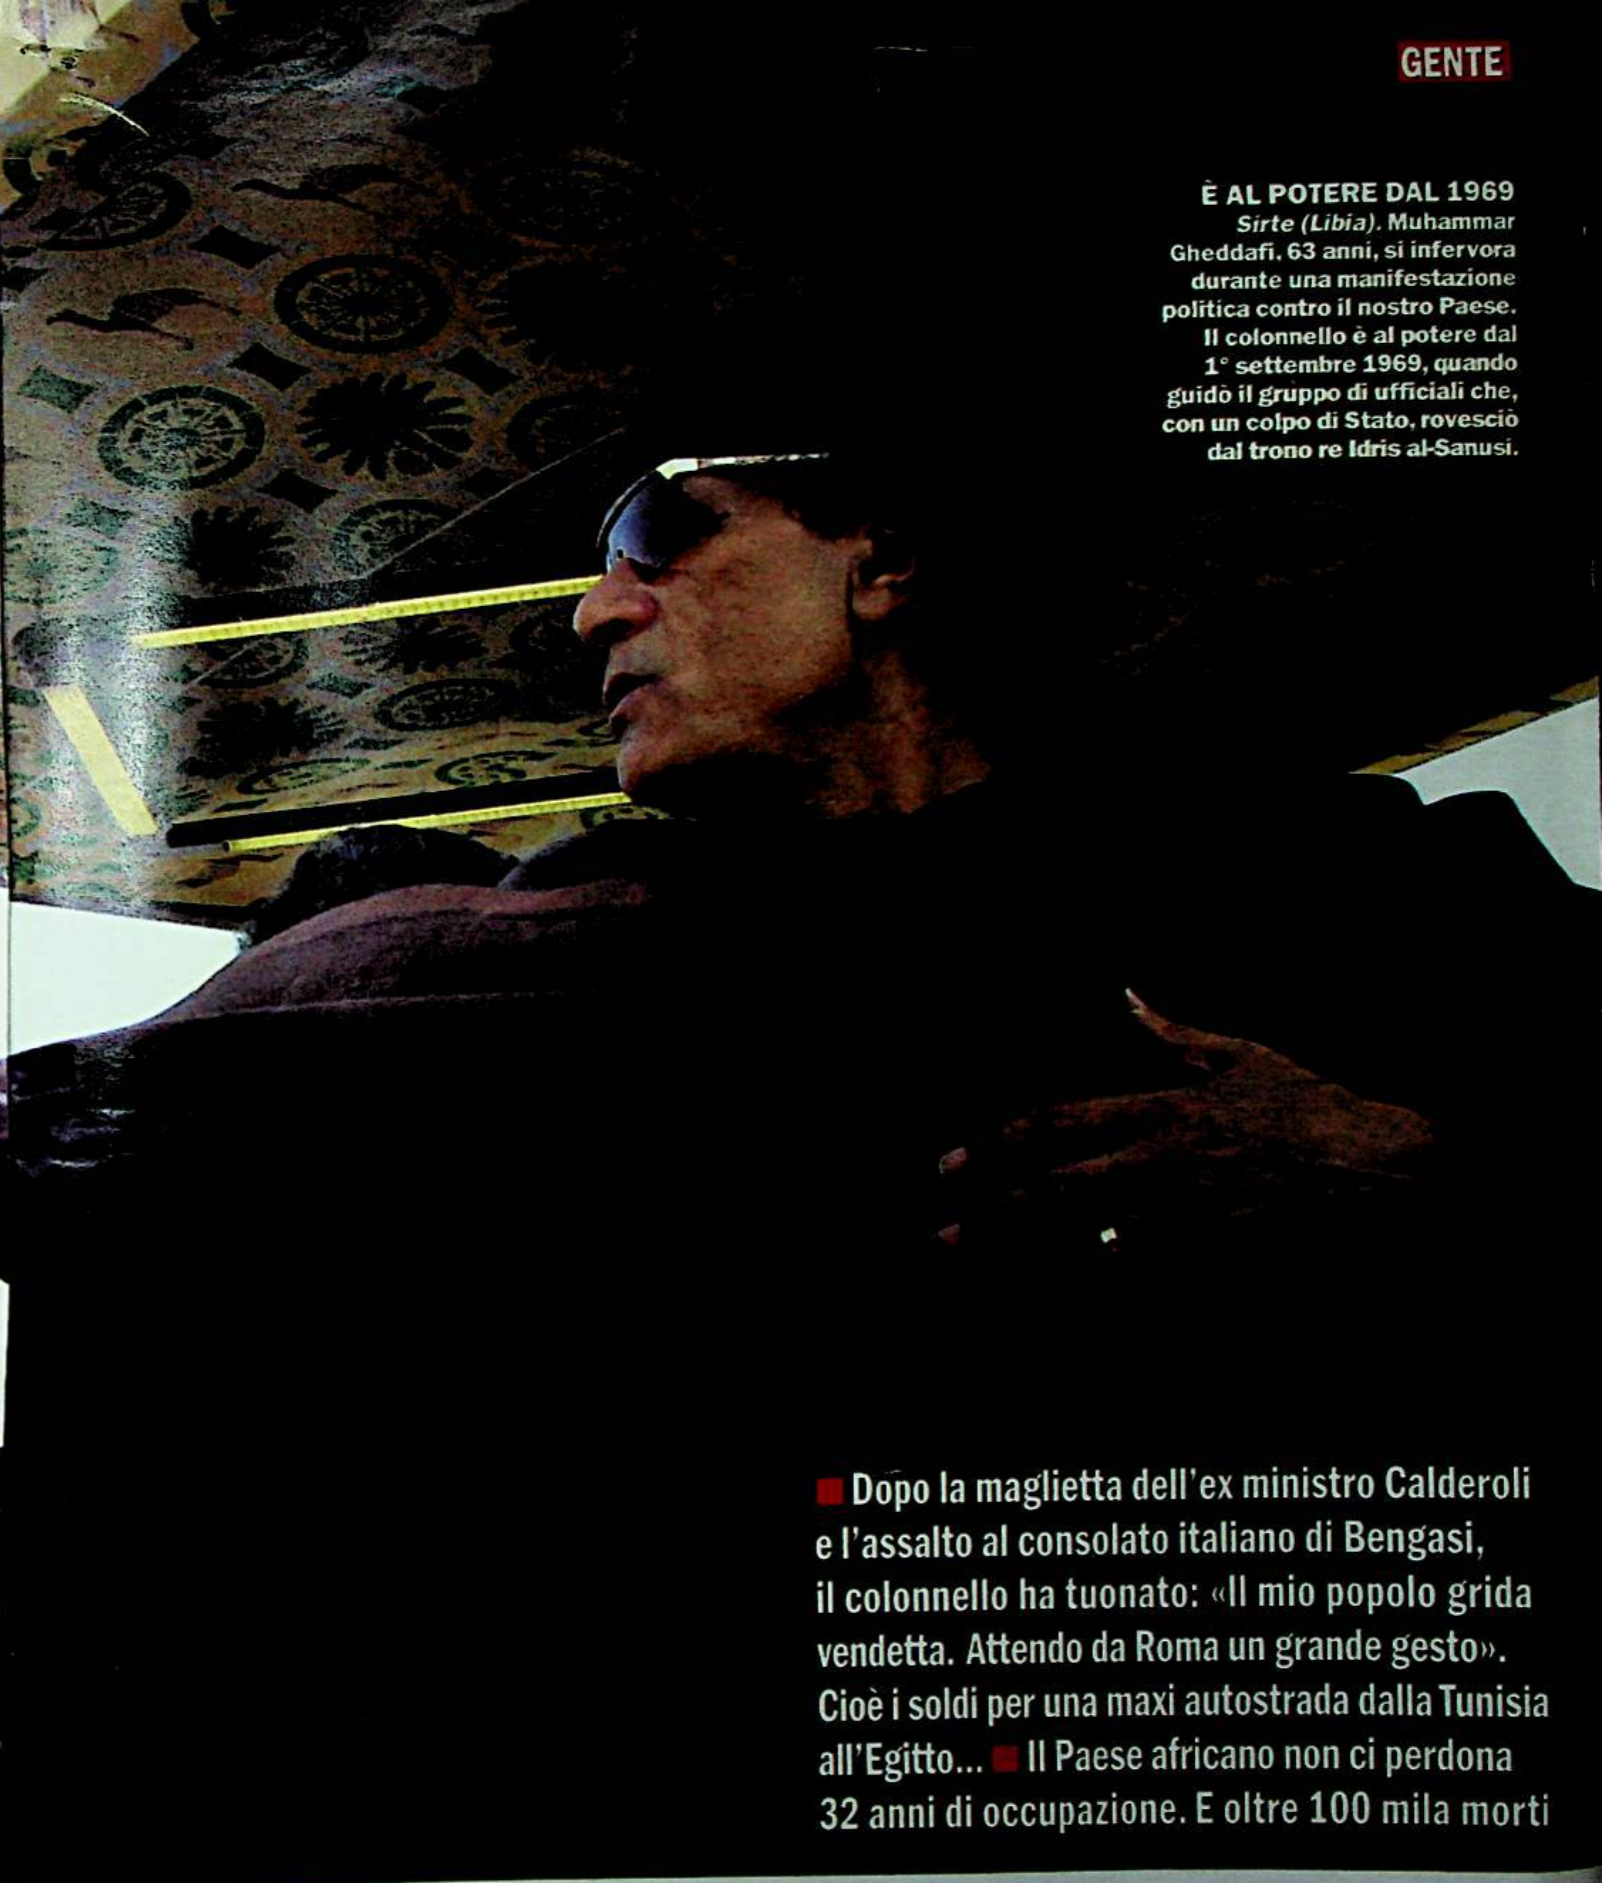 GENTE
È AL POTERE DAL 1969
Sirte (Libia). Muhammar
Gheddafi, 63 anni, si infervora
durante una manifestazione
politica contro il nostro Paese.
Il colonnello è al potere dal
1° settembre 1969, quando
guidò il gruppo di ufficiali che,
con un colpo di Stato, rovesciò
dal trono re Idris al-Sanusi.
■ Dopo la maglietta dell'ex ministro Calderoli
e l'assalto al consolato italiano di Bengasi,
il colonnello ha tuonato: «Il mio popolo grida
vendetta. Attendo da Roma un grande gesto».
Cioè i soldi per una maxi autostrada dalla Tunisia
all'Egitto... ■ Il Paese africano non ci perdona
32 anni di occupazione. E oltre 100 mila morti